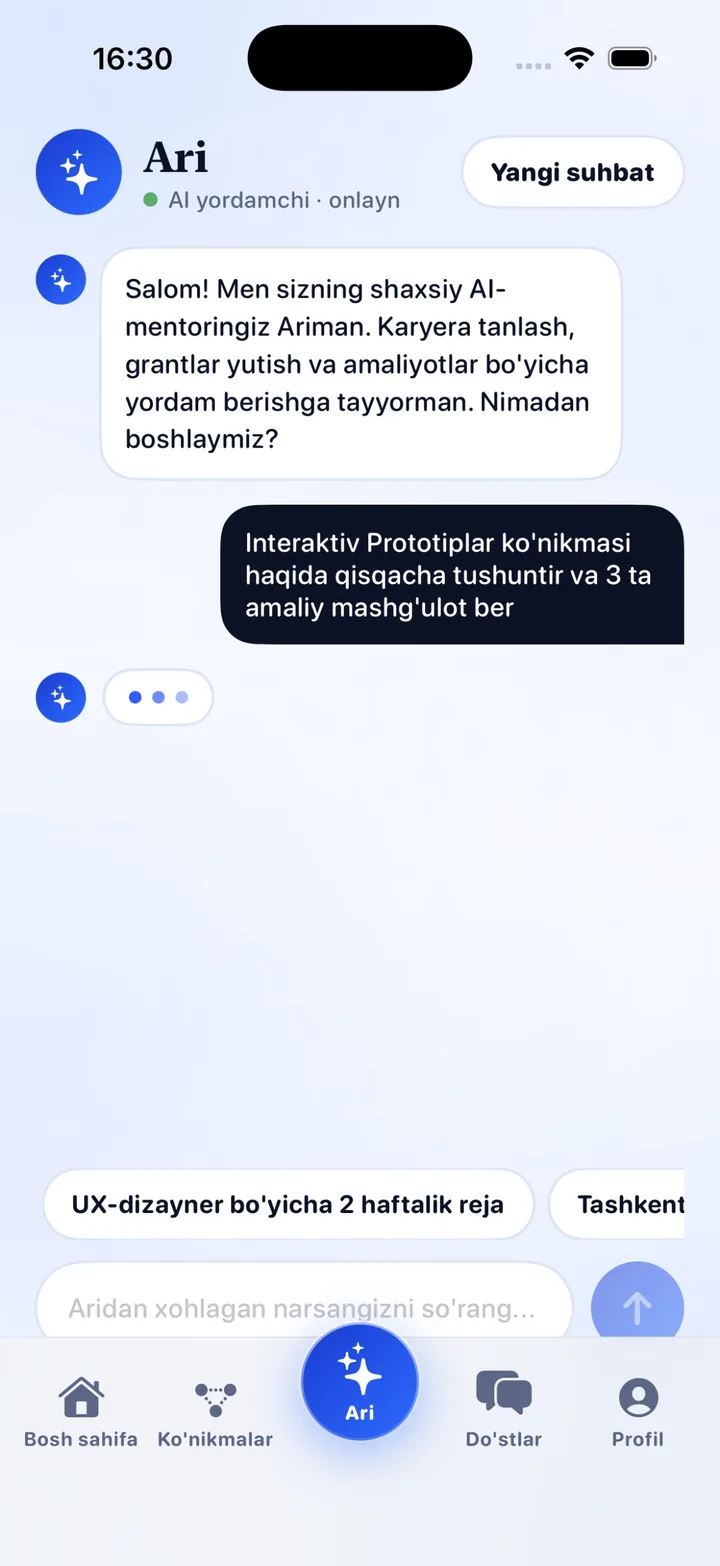 16:30
Ari
AI yordamchi · onlayn
Yangi suhbat
Salom! Men sizning shaxsiy AI-
mentoringiz Ariman. Karyera tanlash,
grantlar yutish va amaliyotlar bo'yicha
yordam berishga tayyorman. Nimadan
boshlaymiz?
Interaktiv Prototiplar ko'nikmasi
haqida qisqacha tushuntir va 3 ta
amaliy mashg'ulot ber
UX-dizayner bo'yicha 2 haftalik reja
Tashkent
Aridan xohlagan narsangizni so'rang...
Bosh sahifa
Ko'nikmalar
Ari
Do'stlar
Profil